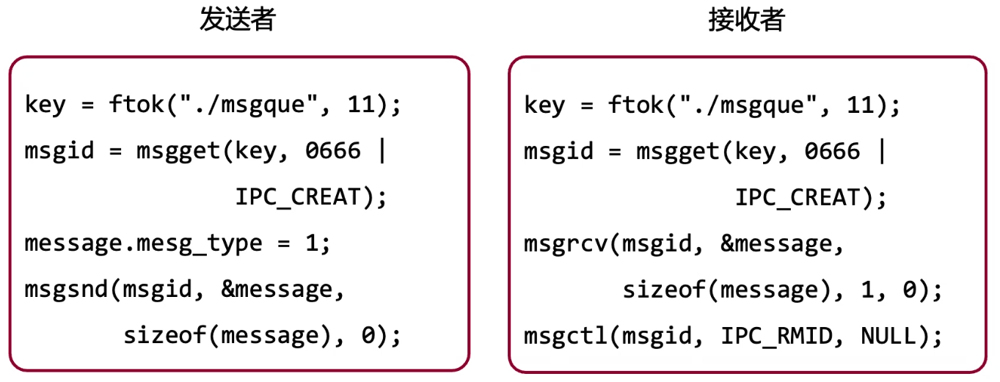 发送者
key = ftok("./msgque", 11);
msgid = msgget(key, 0666 |
IPC_CREAT);
message.mesg_type = 1;
msgsnd(msgid, &message,
sizeof(message), 0);
接收者
key = ftok("./msgque", 11);
msgid = msgget(key, 0666 |
IPC_CREAT);
msgrcv(msgid, &message,
sizeof(message), 1, 0);
msgctl(msgid, IPC_RMID, NULL);